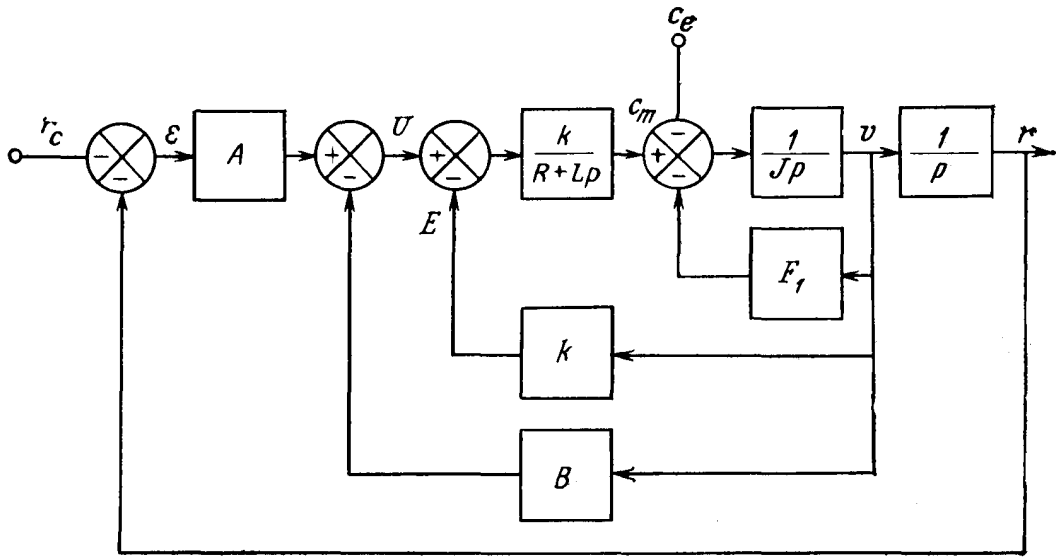 c_e
r_c
−
−
ε
A
+
−
U
+
−
E
k
R + Lp
c_m
−
+
−
1
Jp
v
1
p
r
F_1
k
B